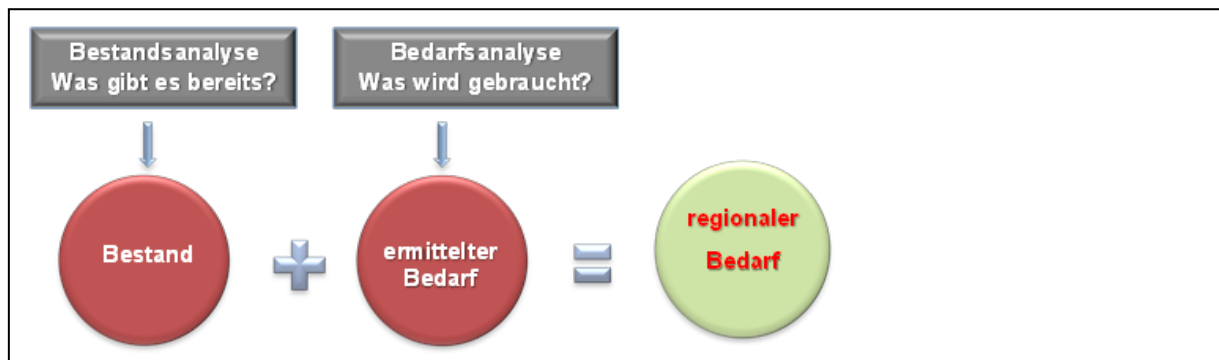 Bestandsanalyse
Was gibt es bereits?
Bedarfsanalyse
Was wird gebraucht?
Bestand
+
ermittelter
Bedarf
=
regionaler
Bedarf